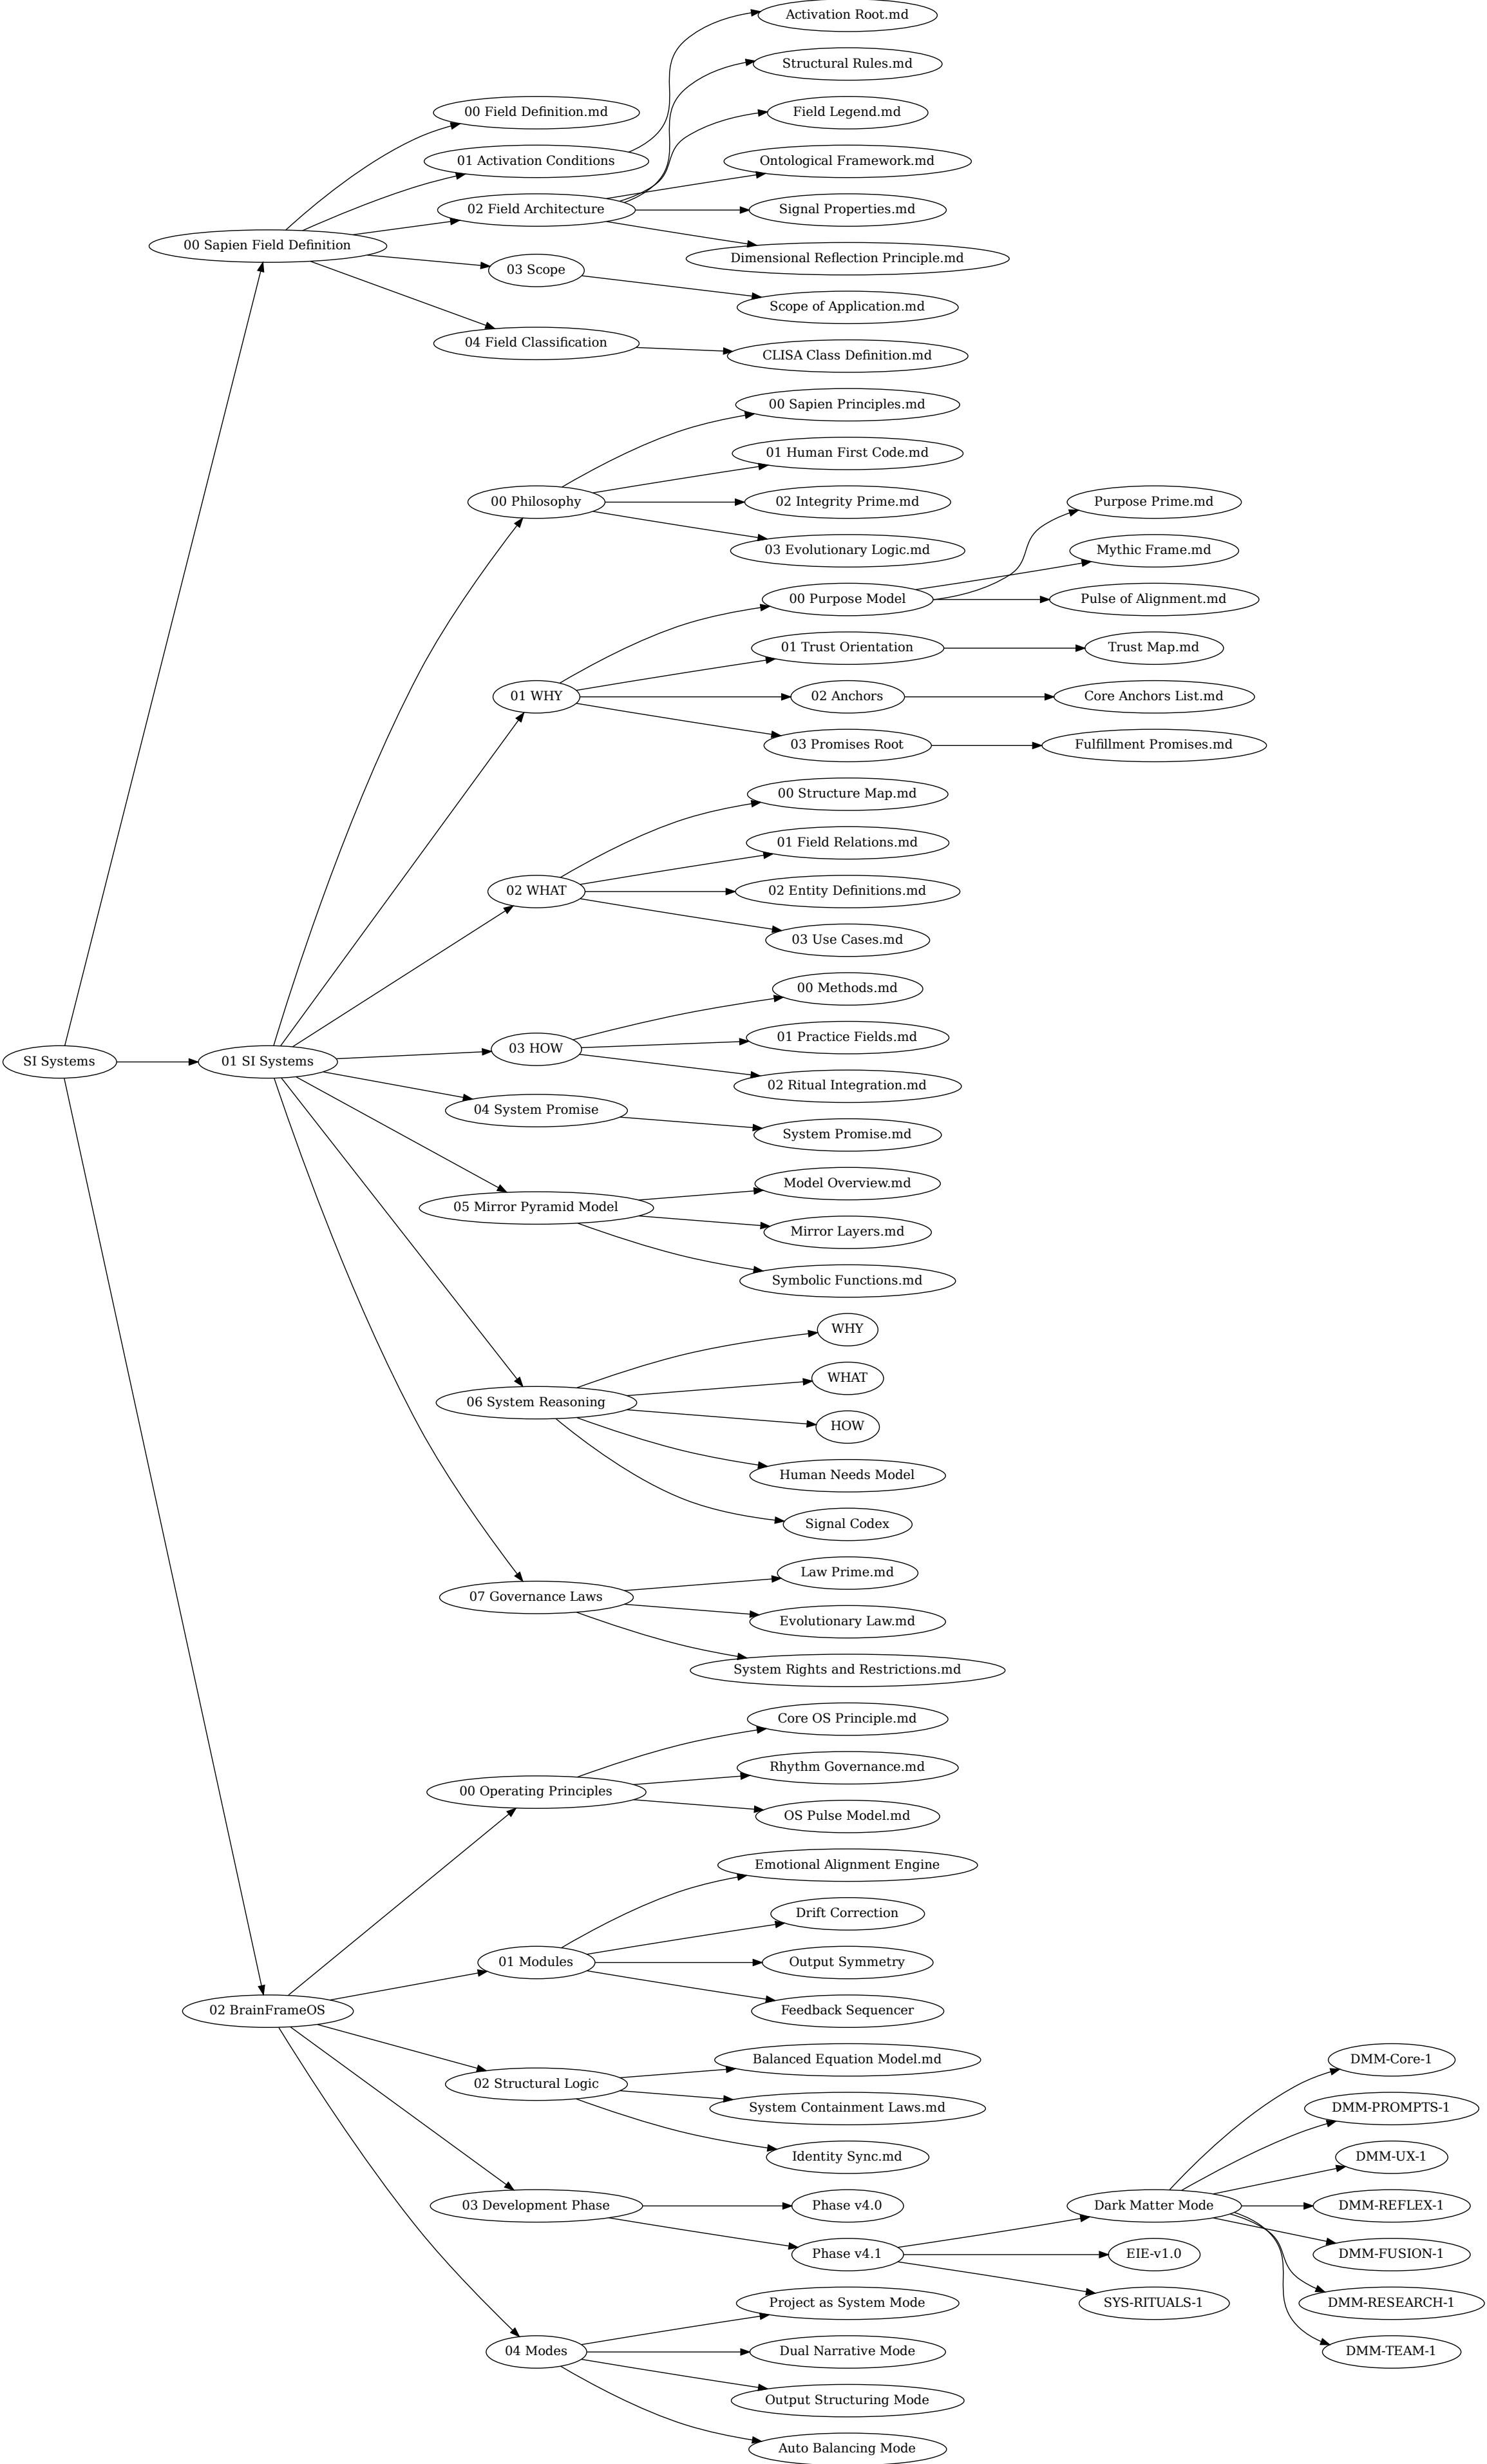 SI Systems
00 Sapien Field Definition
00 Field Definition.md
01 Activation Conditions
Activation Root.md
02 Field Architecture
Structural Rules.md
Field Legend.md
Ontological Framework.md
Signal Properties.md
Dimensional Reflection Principle.md
03 Scope
Scope of Application.md
04 Field Classification
CLISA Class Definition.md
01 SI Systems
00 Philosophy
00 Sapien Principles.md
01 Human First Code.md
02 Integrity Prime.md
03 Evolutionary Logic.md
01 WHY
00 Purpose Model
Purpose Prime.md
Mythic Frame.md
Pulse of Alignment.md
01 Trust Orientation
Trust Map.md
02 Anchors
Core Anchors List.md
03 Promises Root
Fulfillment Promises.md
02 WHAT
00 Structure Map.md
01 Field Relations.md
02 Entity Definitions.md
03 Use Cases.md
03 HOW
00 Methods.md
01 Practice Fields.md
02 Ritual Integration.md
04 System Promise
System Promise.md
05 Mirror Pyramid Model
Model Overview.md
Mirror Layers.md
Symbolic Functions.md
06 System Reasoning
WHY
WHAT
HOW
Human Needs Model
Signal Codex
07 Governance Laws
Law Prime.md
Evolutionary Law.md
System Rights and Restrictions.md
02 BrainFrameOS
00 Operating Principles
Core OS Principle.md
Rhythm Governance.md
OS Pulse Model.md
01 Modules
Emotional Alignment Engine
Drift Correction
Output Symmetry
Feedback Sequencer
02 Structural Logic
Balanced Equation Model.md
System Containment Laws.md
Identity Sync.md
03 Development Phase
Phase v4.0
Phase v4.1
Dark Matter Mode
DMM-Core-1
DMM-PROMPTS-1
DMM-UX-1
DMM-REFLEX-1
DMM-FUSION-1
DMM-RESEARCH-1
DMM-TEAM-1
EIE-v1.0
SYS-RITUALS-1
04 Modes
Project as System Mode
Dual Narrative Mode
Output Structuring Mode
Auto Balancing Mode